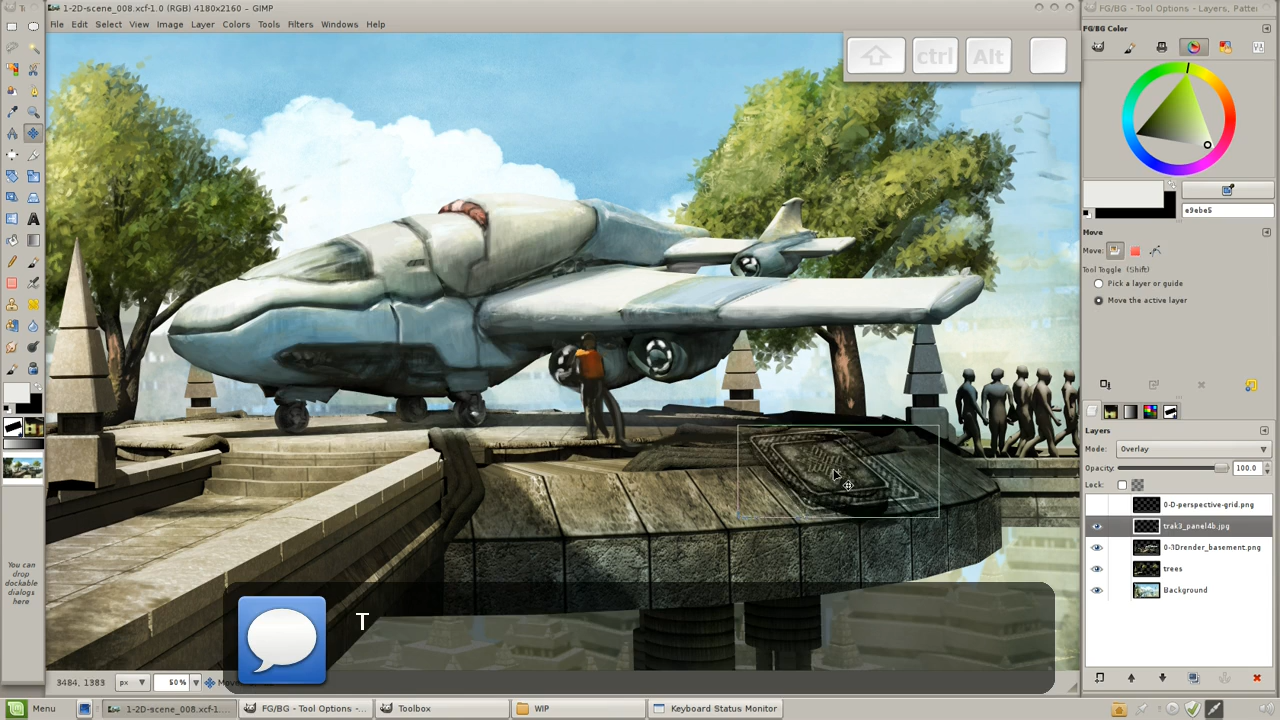 1-2D-scene_008.xcf-1.0 (RGB) 4180x2160 – GIMP
File Edit Select View Image Layer Colors Tools Filters Windows Help
ctrl Alt
FG/BG - Tool Options - Layers, Patte
FG/BG Color
e9ebe5
Move
Move:
Tool Toggle (Shift)
Pick a layer or guide
Move the active layer
Layers
Mode: Overlay
Opacity: 100.0
Lock:
0-D-perspective-grid.png
trak3_panel4b.jpg
0-3Drender_basement.png
trees
Background
You can
drop
dockable
dialogs
here
T
3484, 1383 px 50% Move
Menu 1-2D-scene_008.xcf-1.... FG/BG - Tool Options -... Toolbox WIP Keyboard Status Monitor